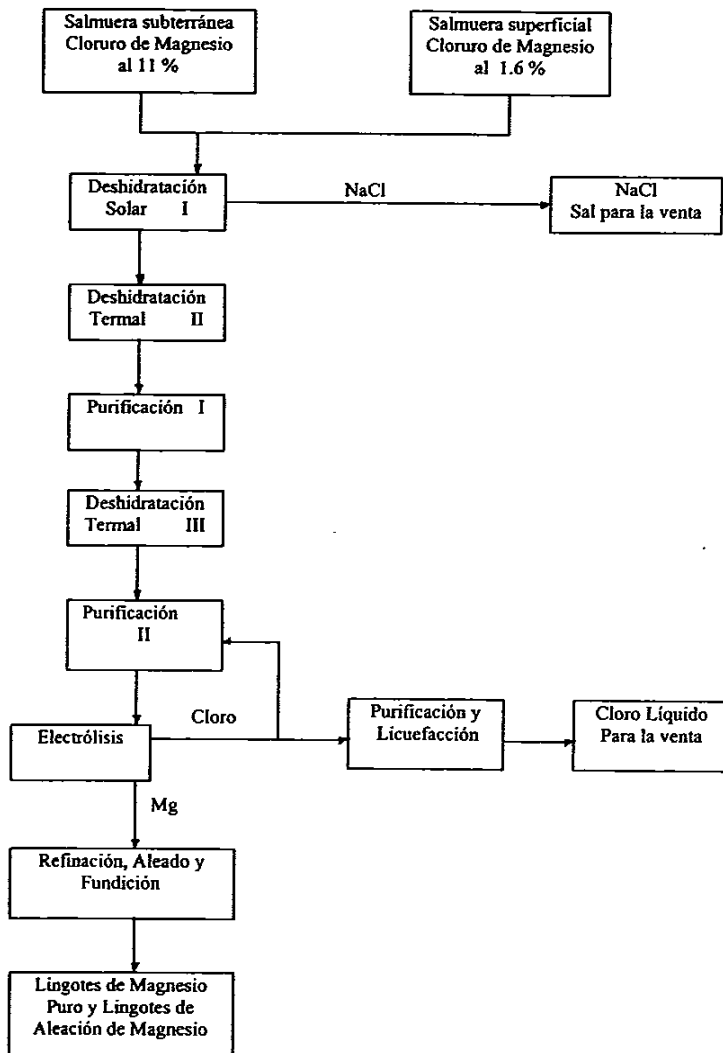 Salmuera subterránea
Cloruro de Magnesio
al 11 %
Salmuera superficial
Cloruro de Magnesio
al 1.6 %
Deshidratación
Solar I
NaCl
NaCl
Sal para la venta
Deshidratación
Termal II
Purificación I
Deshidratación
Termal III
Purificación
II
Electrólisis
Cloro
Purificación y
Licuefacción
Cloro Líquido
Para la venta
Mg
Refinación, Aleado y
Fundición
Lingotes de Magnesio
Puro y Lingotes de
Aleación de Magnesio